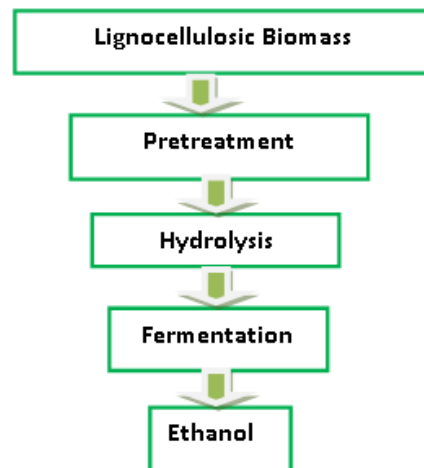 Lignocellulosic Biomass
Pretreatment
Hydrolysis
Fermentation
Ethanol